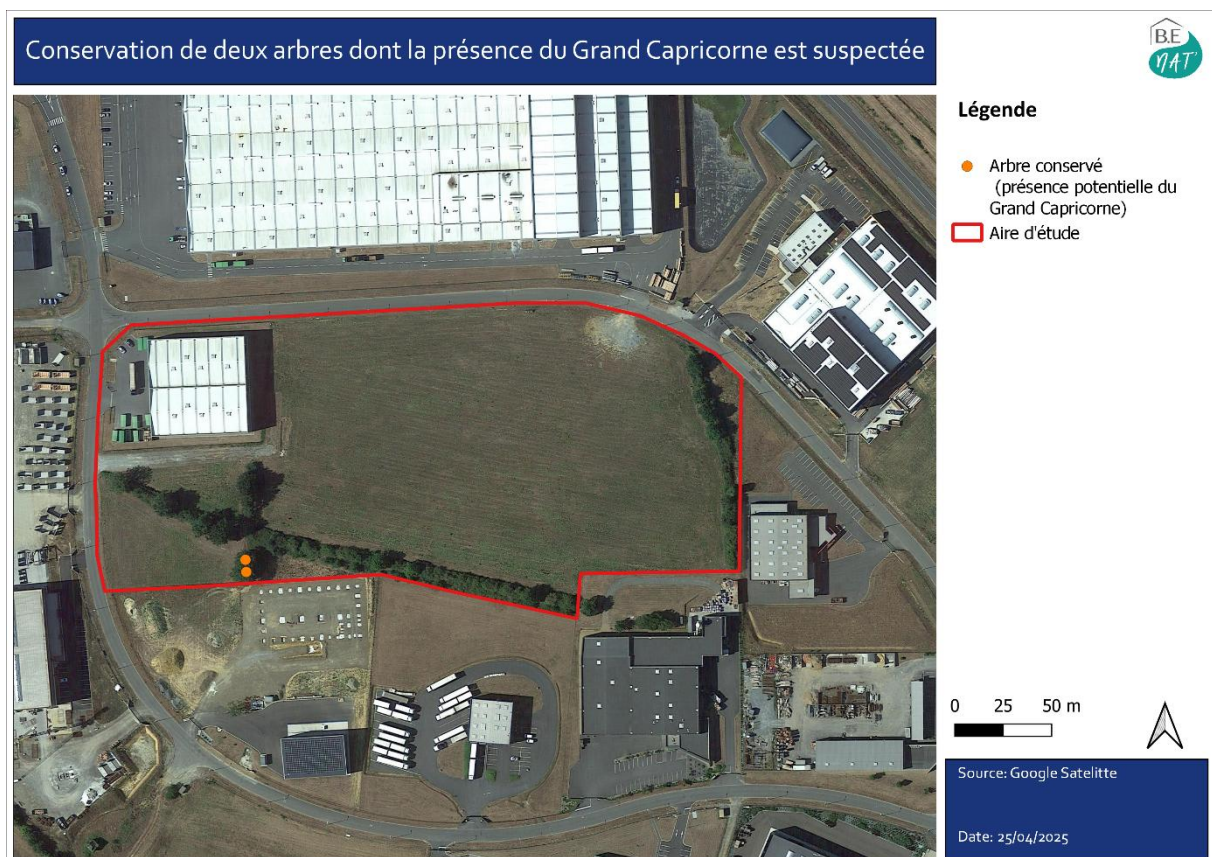 Conservation de deux arbres dont la présence du Grand Capricorne est suspectée
B.E
NAT'
Légende
Arbre conservé
(présence potentielle du
Grand Capricorne)
Aire d'étude
0 25 50 m
Source: Google Satelitte
Date: 25/04/2025